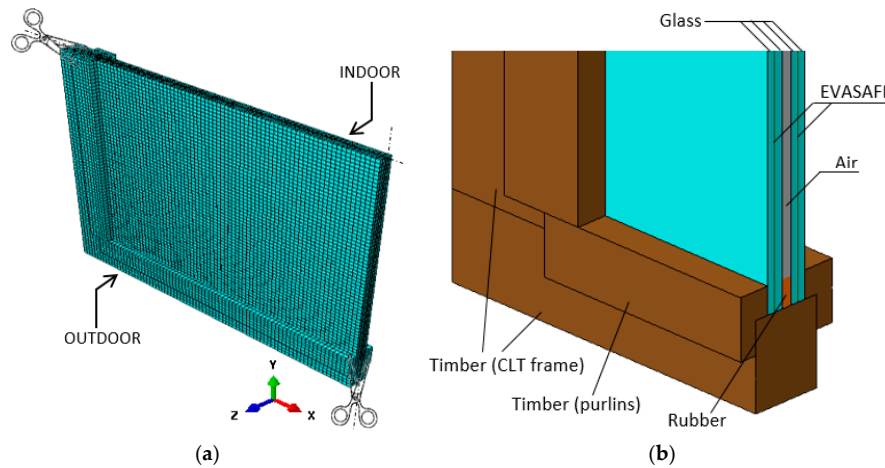 INDOOR
OUTDOOR
Y
Z
X
(a)
Glass
EVASAFE
Air
Timber (CLT frame)
Timber (purlins)
Rubber
(b)